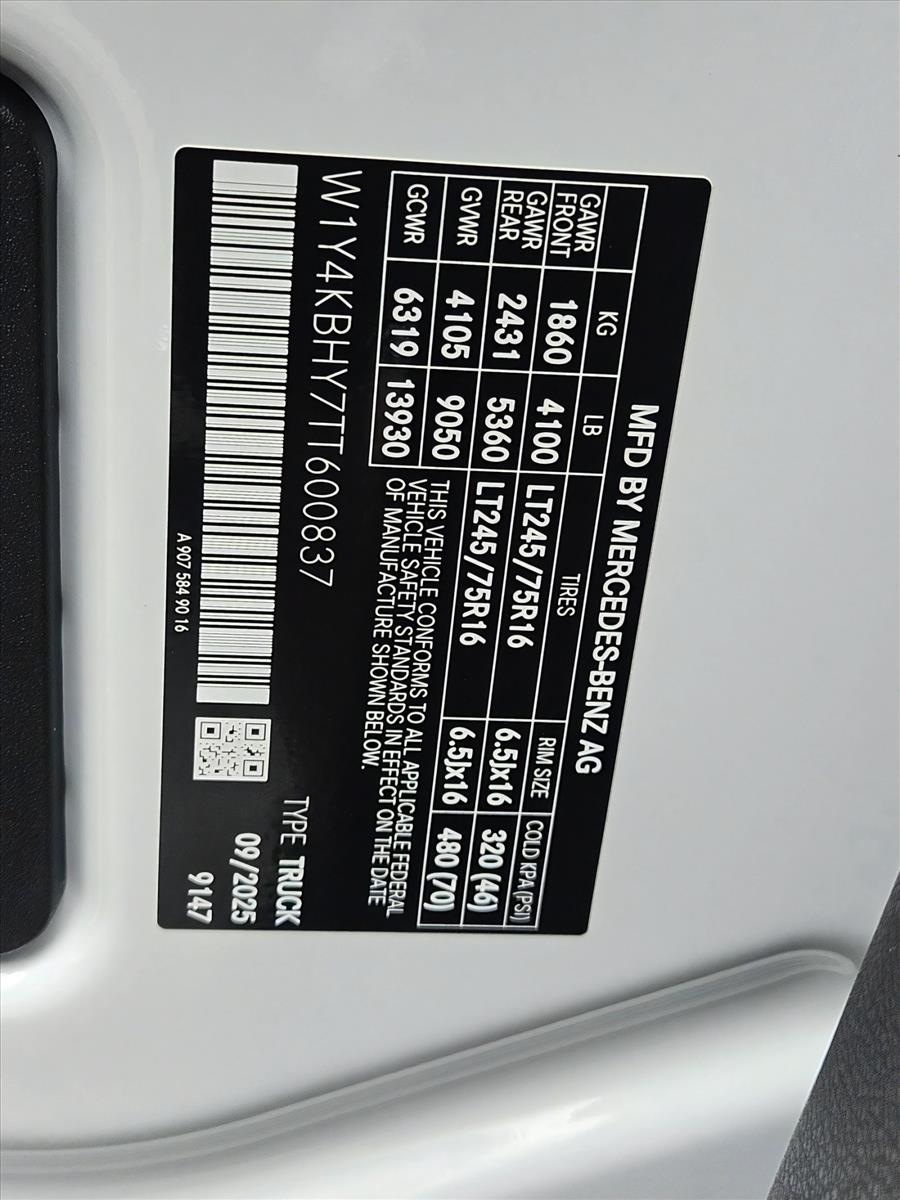 MFD BY MERCEDES-BENZ AG
KG LB TIRES RIM SIZE COLD KPA (PSI)
GAWR FRONT 1860 4100 LT245/75R16 6.5Jx16 320 (46)
GAWR REAR 2431 5360 LT245/75R16 6.5Jx16 480 (70)
GVWR 4105 9050
GCWR 6319 13930
THIS VEHICLE CONFORMS TO ALL APPLICABLE FEDERAL
VEHICLE SAFETY STANDARDS IN EFFECT ON THE DATE
OF MANUFACTURE SHOWN BELOW.
W1Y4KBHY7TT600837
TYPE TRUCK
09/2025
9147
A 907 584 90 16